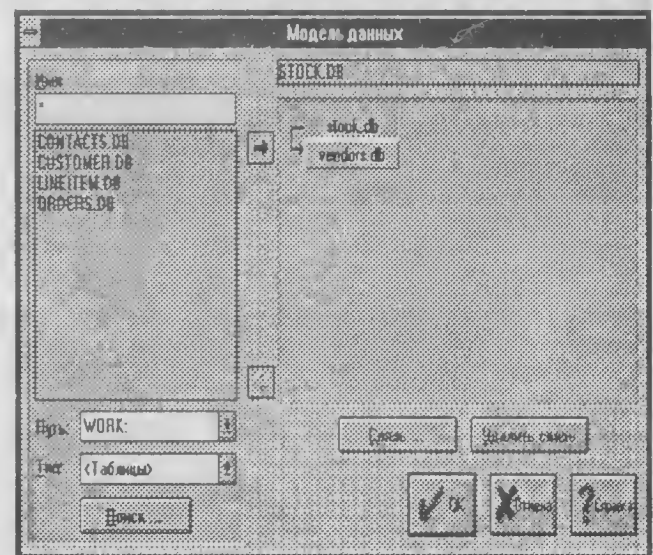 Модель данных
Имя:
*
CONTACTS.DB
CUSTOMER.DB
LINEITEM.DB
ORDERS.DB
STOCK.DB
stock.db
vendors.db
Путь: WORK:
Тип: <Таблицы>
Поиск ...
Связь ...
Удалить связь
OK
Отмена
? Справка